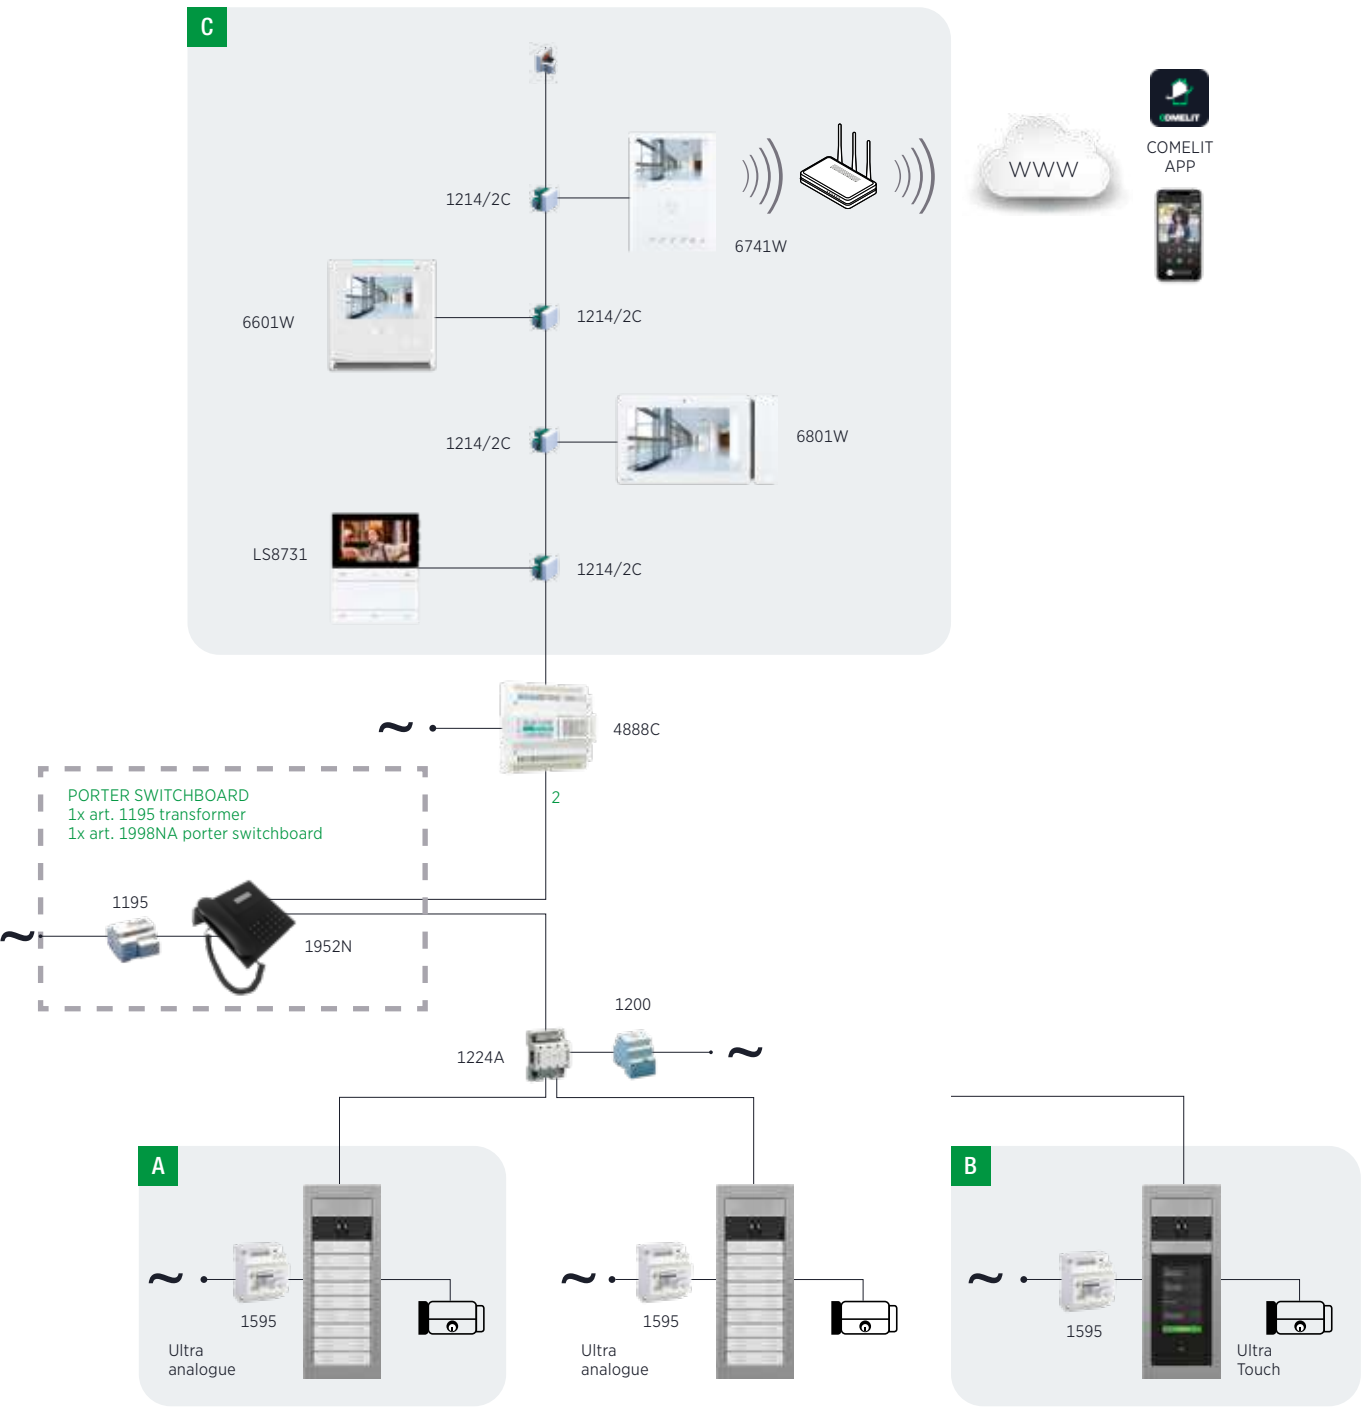 C
COMELIT
COMELIT
APP
WWW
1214/2C
6741W
6601W
1214/2C
1214/2C
6801W
LS8731
1214/2C
~
4888C
2
PORTER SWITCHBOARD
1x art. 1195 transformer
1x art. 1998NA porter switchboard
1195
~
1952N
1200
1224A
~
A
B
~
1595
~
1595
~
1595
Ultra
analogue
Ultra
analogue
Ultra
Touch